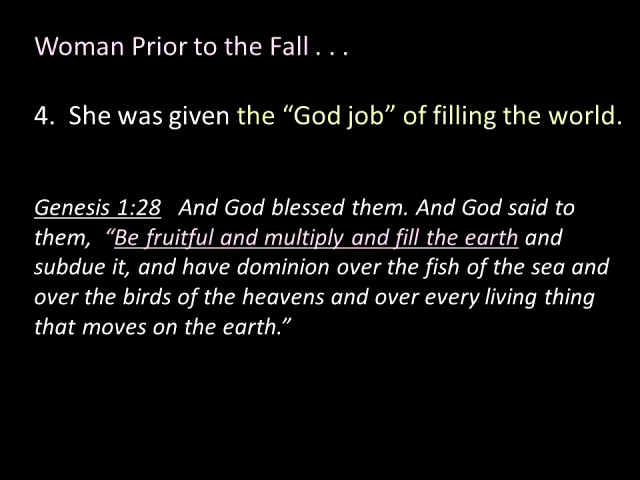 Woman Prior to the Fall . . .
4. She was given the “God job” of filling the world.
Genesis 1:28 And God blessed them. And God said to
them, “Be fruitful and multiply and fill the earth and
subdue it, and have dominion over the fish of the sea and
over the birds of the heavens and over every living thing
that moves on the earth.”